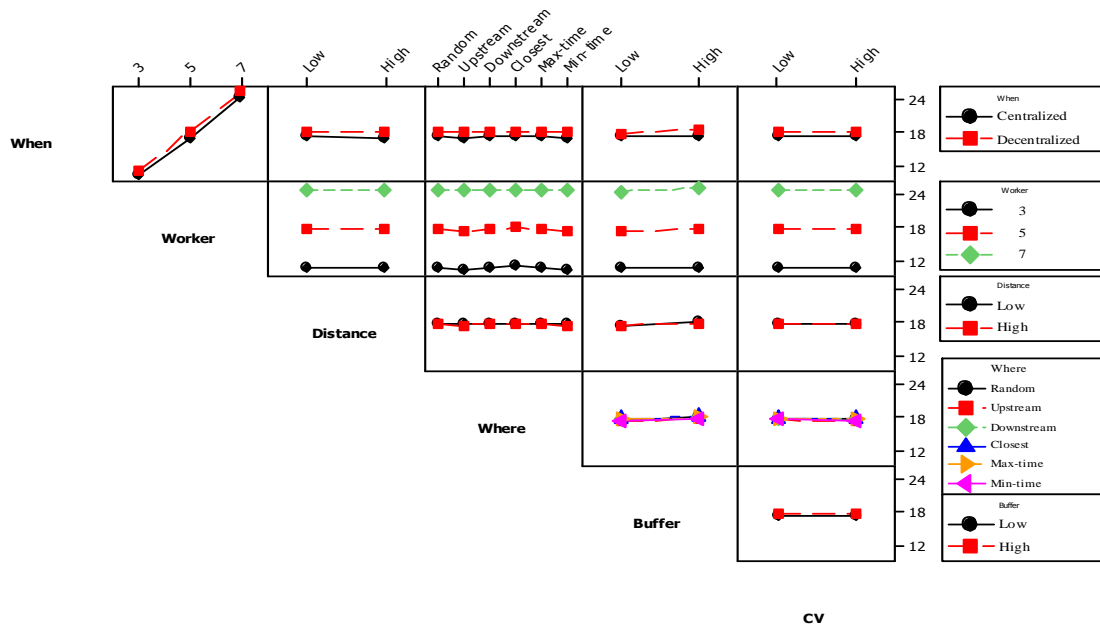 3
5
7
Low
High
Random
Upstream
Downstream
Closest
Max-time
Min-time
Low
High
Low
High
When
24
18
12
When
Centralized
Decentralized
Worker
24
18
12
Worker
3
5
7
Distance
24
18
12
Distance
Low
High
Where
24
18
12
Where
Random
Upstream
Downstream
Closest
Max-time
Min-time
Buffer
24
18
12
Buffer
Low
High
CV